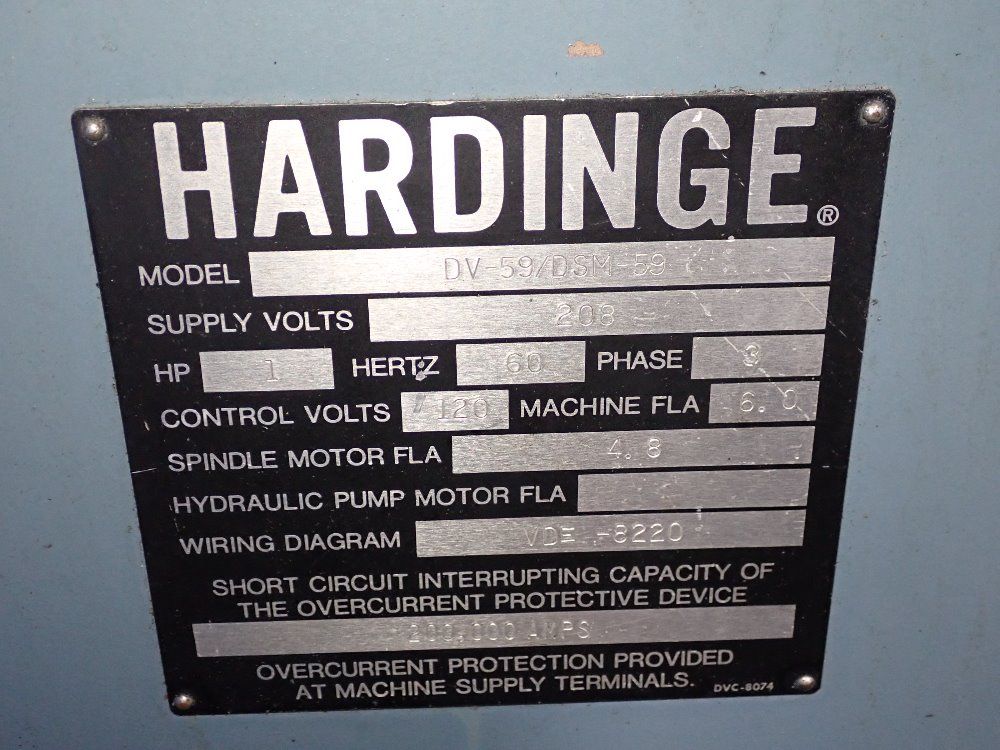 HARDINGE®
MODEL DV-59/DSM-59
SUPPLY VOLTS 208
HP 1 HERTZ 60 PHASE 3
CONTROL VOLTS 120 MACHINE FLA 6.0
SPINDLE MOTOR FLA 4.8
HYDRAULIC PUMP MOTOR FLA
WIRING DIAGRAM -8220
SHORT CIRCUIT INTERRUPTING CAPACITY OF
THE OVERCURRENT PROTECTIVE DEVICE
200,000 AMPS
OVERCURRENT PROTECTION PROVIDED
AT MACHINE SUPPLY TERMINALS. DVC-8074